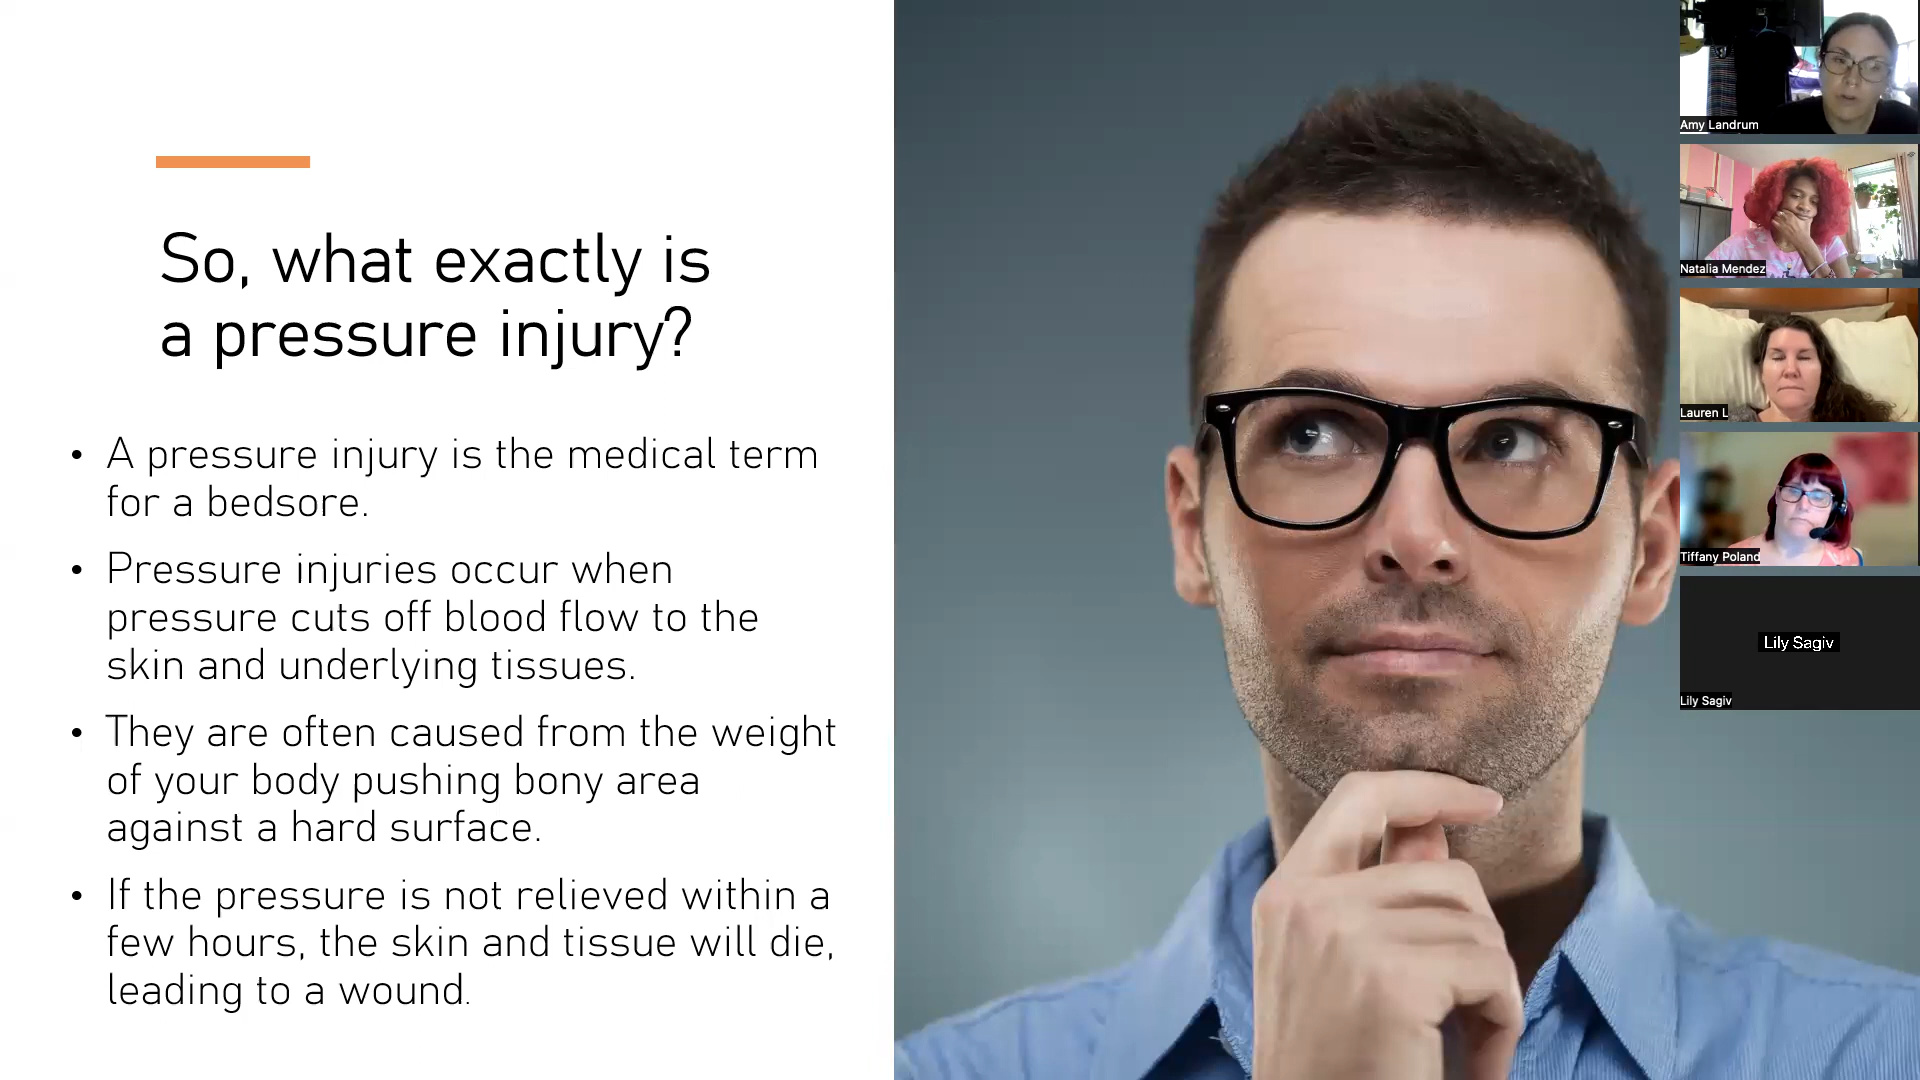 So, what exactly is
a pressure injury?
• A pressure injury is the medical term
for a bedsore.
• Pressure injuries occur when
pressure cuts off blood flow to the
skin and underlying tissues.
• They are often caused from the weight
of your body pushing bony area
against a hard surface.
• If the pressure is not relieved within a
few hours, the skin and tissue will die,
leading to a wound.
Amy Landrum
Natalia Mendez
Lauren L
Tiffany Poland
Lily Sagiv
Lily Sagiv